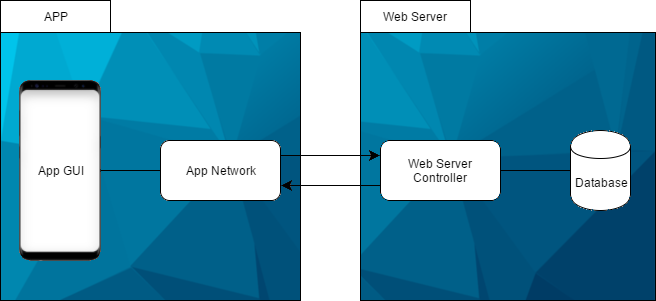 APP
Web Server
App GUI
App Network
Web Server
Controller
Database